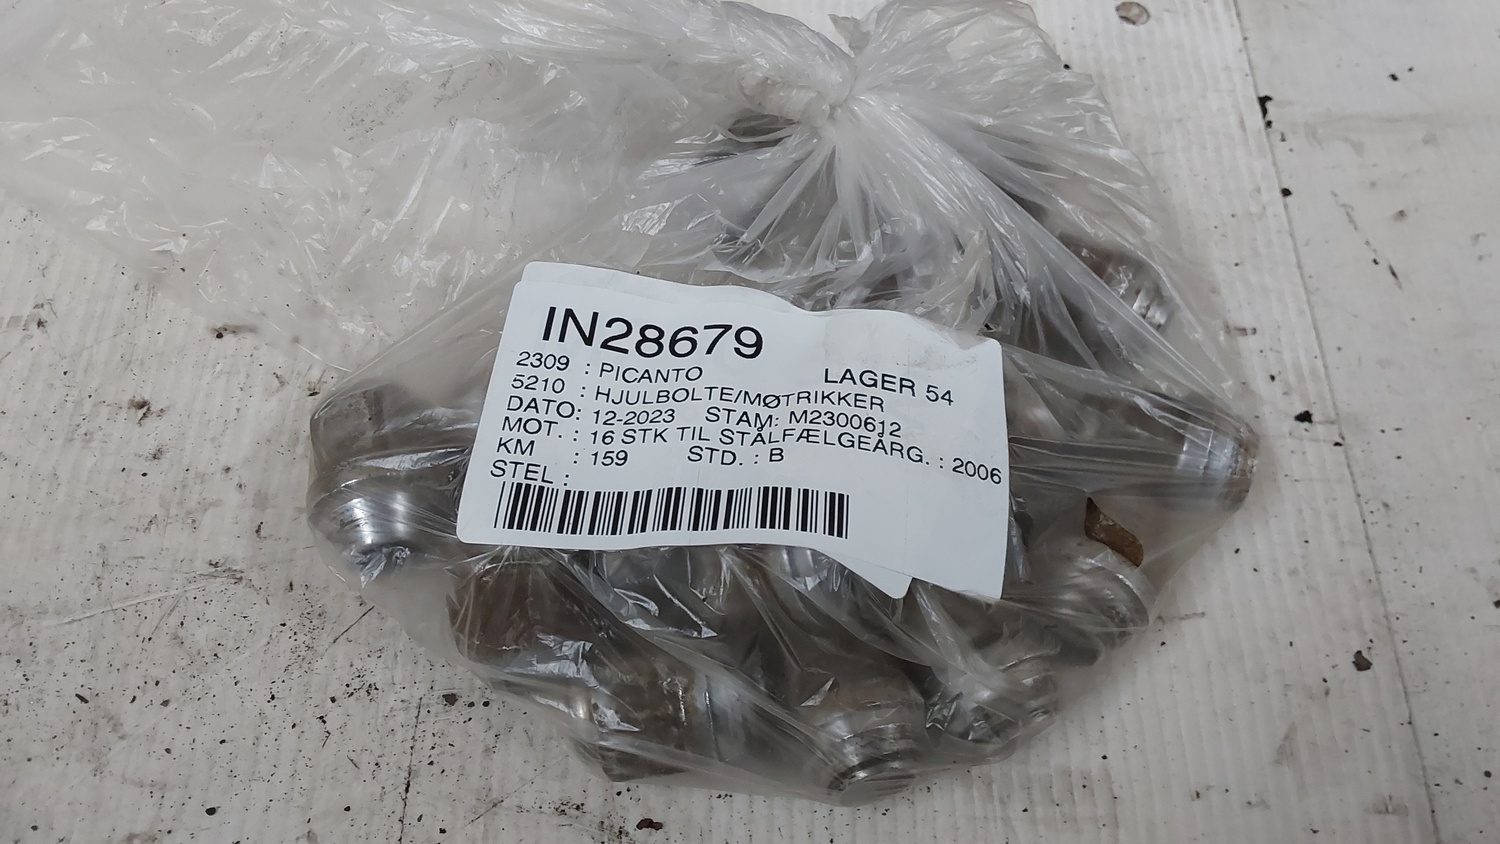 IN28679
2309 : PICANTO LAGER 54
5210 : HJULBOLTE/MØTRIKKER
DATO: 12-2023 STAM: M2300612
MOT. : 16 STK TIL STÅLFÆLGEÅRG. : 2006
KM : 159 STD. : B
STEL :